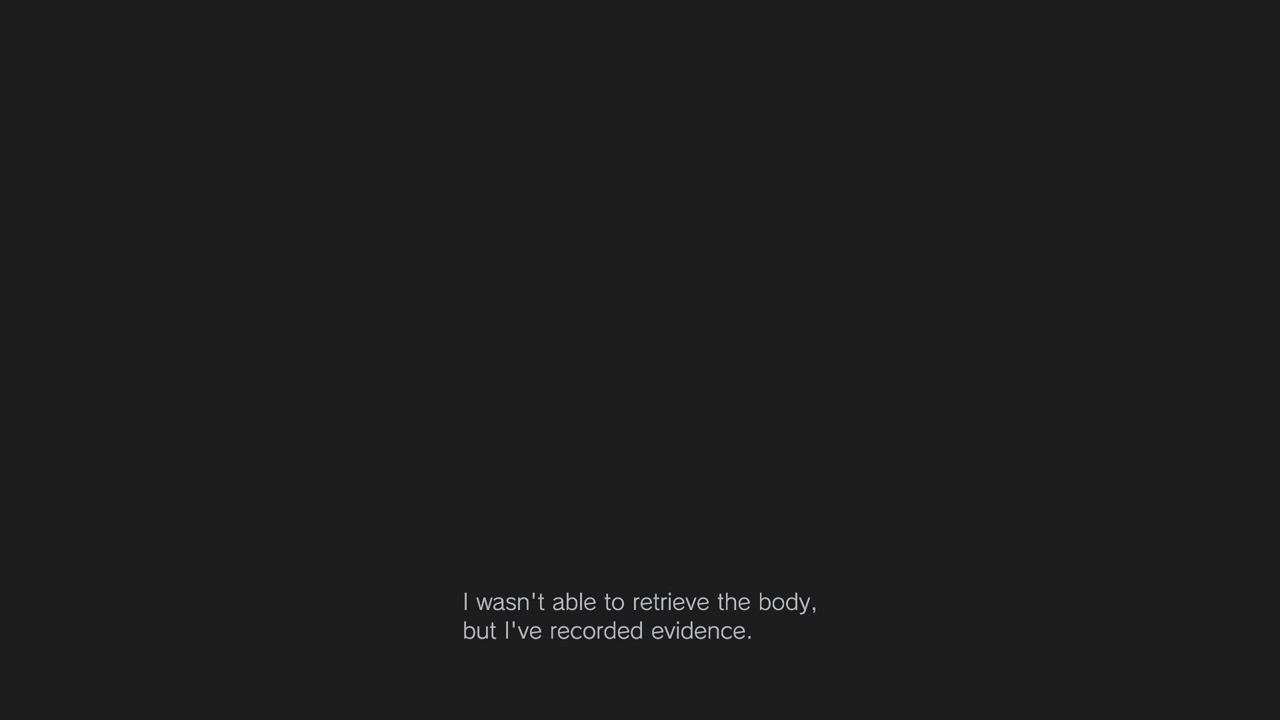 I wasn't able to retrieve the body,
but I've recorded evidence.